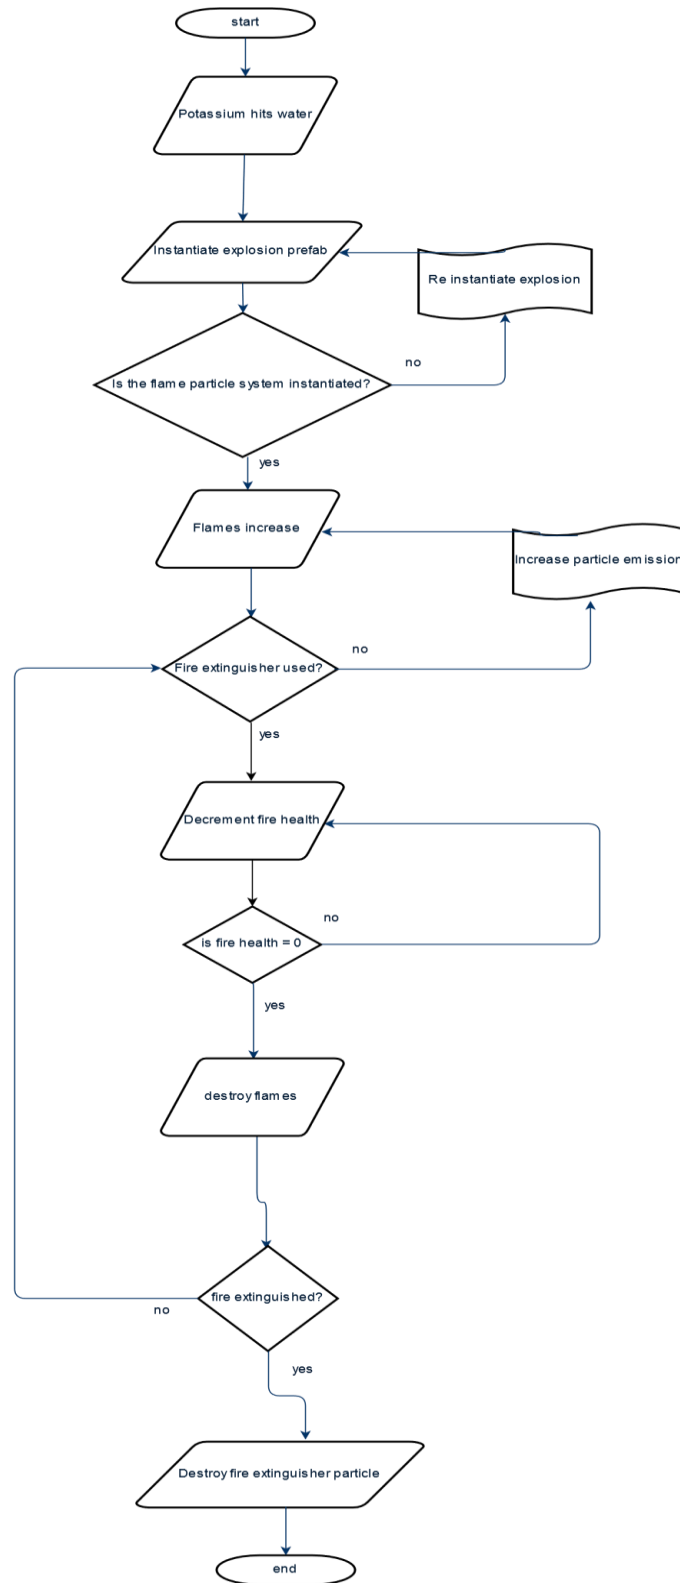 start
Potassium hits water
Instantiate explosion prefab
Re instantiate explosion
no
Is the flame particle system instantiated?
yes
Flames increase
Increase particle emission
no
Fire extinguisher used?
yes
Decrement fire health
no
is fire health = 0
yes
destroy flames
fire extinguished?
no
yes
Destroy fire extinguisher particle
end